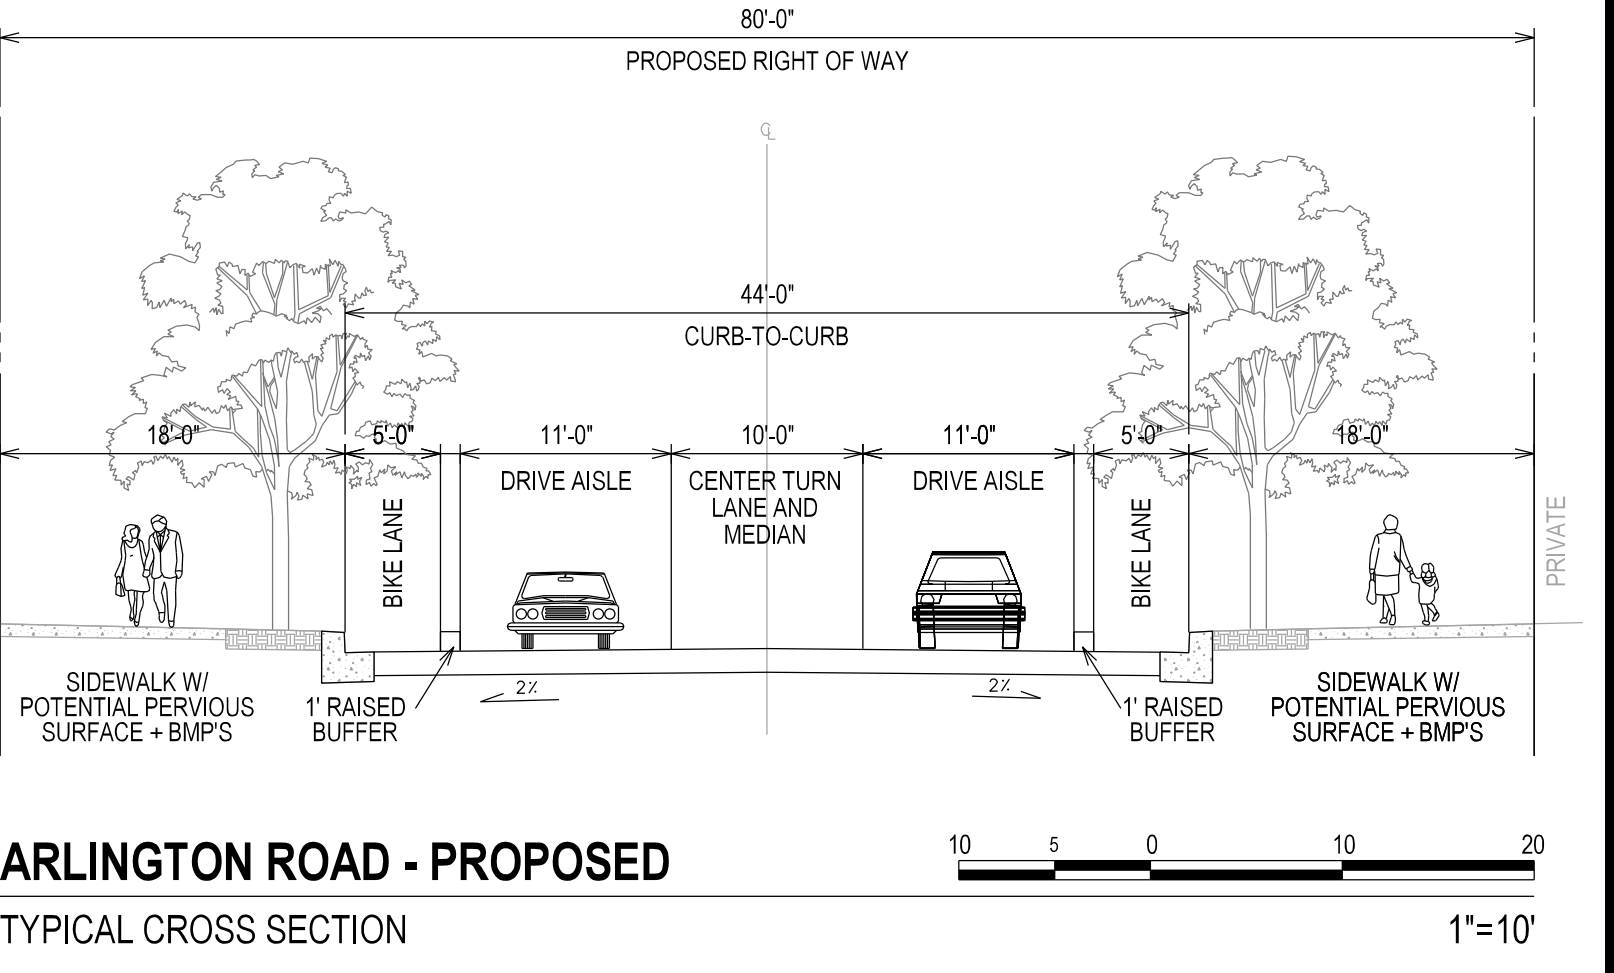 80'-0"
PROPOSED RIGHT OF WAY
℄
44'-0"
CURB-TO-CURB
18'-0"
5'-0"
11'-0"
10'-0"
11'-0"
5'-0"
18'-0"
DRIVE AISLE
CENTER TURN
LANE AND
MEDIAN
DRIVE AISLE
BIKE LANE
BIKE LANE
PRIVATE
SIDEWALK W/
POTENTIAL PERVIOUS
SURFACE + BMP'S
1' RAISED
BUFFER
2%
2%
1' RAISED
BUFFER
SIDEWALK W/
POTENTIAL PERVIOUS
SURFACE + BMP'S
ARLINGTON ROAD - PROPOSED
10 5 0 10 20
TYPICAL CROSS SECTION
1"=10'